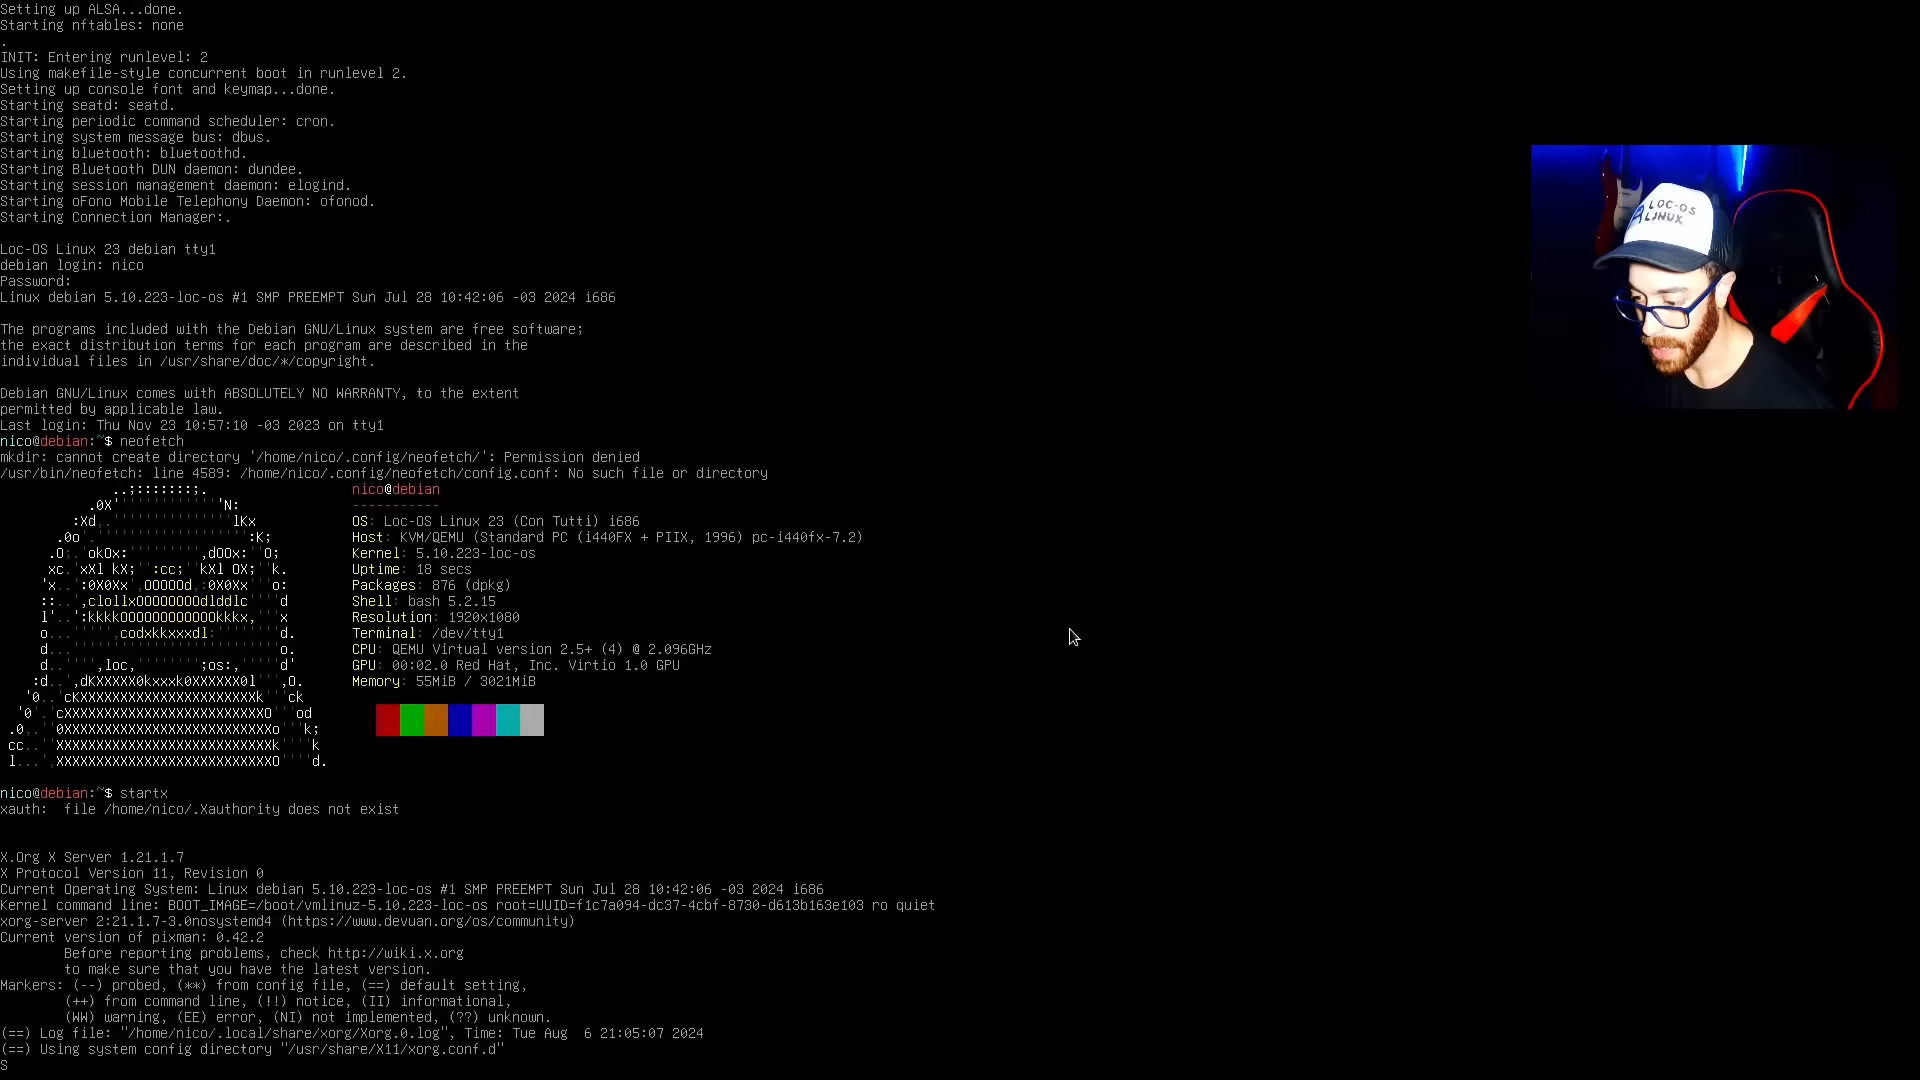 Setting up ALSA...done.
Starting nftables: none
.
INIT: Entering runlevel: 2
Using makefile-style concurrent boot in runlevel 2.
Setting up console font and keymap...done.
Starting seatd: seatd.
Starting periodic command scheduler: cron.
Starting system message bus: dbus.
Starting bluetooth: bluetoothd.
Starting Bluetooth DUN daemon: dundee.
Starting session management daemon: elogind.
Starting oFono Mobile Telephony Daemon: ofonod.
Starting Connection Manager:.
Loc-OS Linux 23 debian tty1
debian login: nico
Password:
Linux debian 5.10.223-loc-os #1 SMP PREEMPT Sun Jul 28 10:42:06 -03 2024 i686
The programs included with the Debian GNU/Linux system are free software;
the exact distribution terms for each program are described in the
individual files in /usr/share/doc/*/copyright.
Debian GNU/Linux comes with ABSOLUTELY NO WARRANTY, to the extent
permitted by applicable law.
Last login: Thu Nov 23 10:57:10 -03 2023 on tty1
nico@debian:~$ neofetch
mkdir: cannot create directory '/home/nico/.config/neofetch/': Permission denied
/usr/bin/neofetch: line 4589: /home/nico/.config/neofetch/config.conf: No such file or directory
nico@debian
-----------
OS: Loc-OS Linux 23 (Con Tutti) i686
Host: KVM/QEMU (Standard PC (i440FX + PIIX, 1996) pc-i440fx-7.2)
Kernel: 5.10.223-loc-os
Uptime: 18 secs
Packages: 876 (dpkg)
Shell: bash 5.2.15
Resolution: 1920x1080
Terminal: /dev/tty1
CPU: QEMU Virtual version 2.5+ (4) @ 2.096GHz
GPU: 00:02.0 Red Hat, Inc. Virtio 1.0 GPU
Memory: 55MiB / 3021MiB
nico@debian:~$ startx
xauth:  file /home/nico/.Xauthority does not exist
X.Org X Server 1.21.1.7
X Protocol Version 11, Revision 0
Current Operating System: Linux debian 5.10.223-loc-os #1 SMP PREEMPT Sun Jul 28 10:42:06 -03 2024 i686
Kernel command line: BOOT_IMAGE=/boot/vmlinuz-5.10.223-loc-os root=UUID=f1c7a094-dc37-4cbf-8730-d613b163e103 ro quiet
xorg-server 2:21.1.7-3.0nosystemd4 (https://www.devuan.org/os/community)
Current version of pixman: 0.42.2
Before reporting problems, check http://wiki.x.org
to make sure that you have the latest version.
Markers: (--) probed, (**) from config file, (==) default setting,
(++) from command line, (!!) notice, (II) informational,
(WW) warning, (EE) error, (NI) not implemented, (??) unknown.
(==) Log file: "/home/nico/.local/share/xorg/Xorg.0.log", Time: Tue Aug  6 21:05:07 2024
(==) Using system config directory "/usr/share/X11/xorg.conf.d"
S
LOC-OS
LINUX